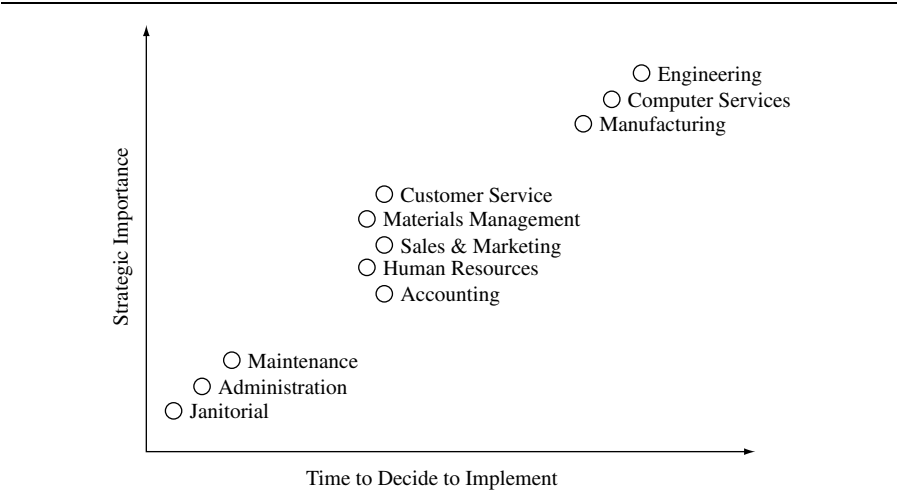 Engineering
Computer Services
Manufacturing
Customer Service
Materials Management
Sales & Marketing
Human Resources
Accounting
Maintenance
Administration
Janitorial
Strategic Importance
Time to Decide to Implement